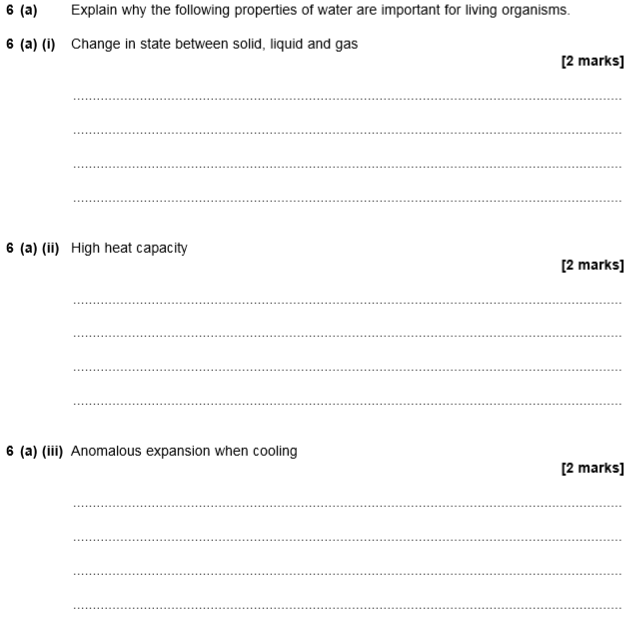 6 (a) Explain why the following properties of water are important for living organisms.
6 (a) (i) Change in state between solid, liquid and gas
[2 marks]
6 (a) (ii) High heat capacity
[2 marks]
6 (a) (iii) Anomalous expansion when cooling
[2 marks]